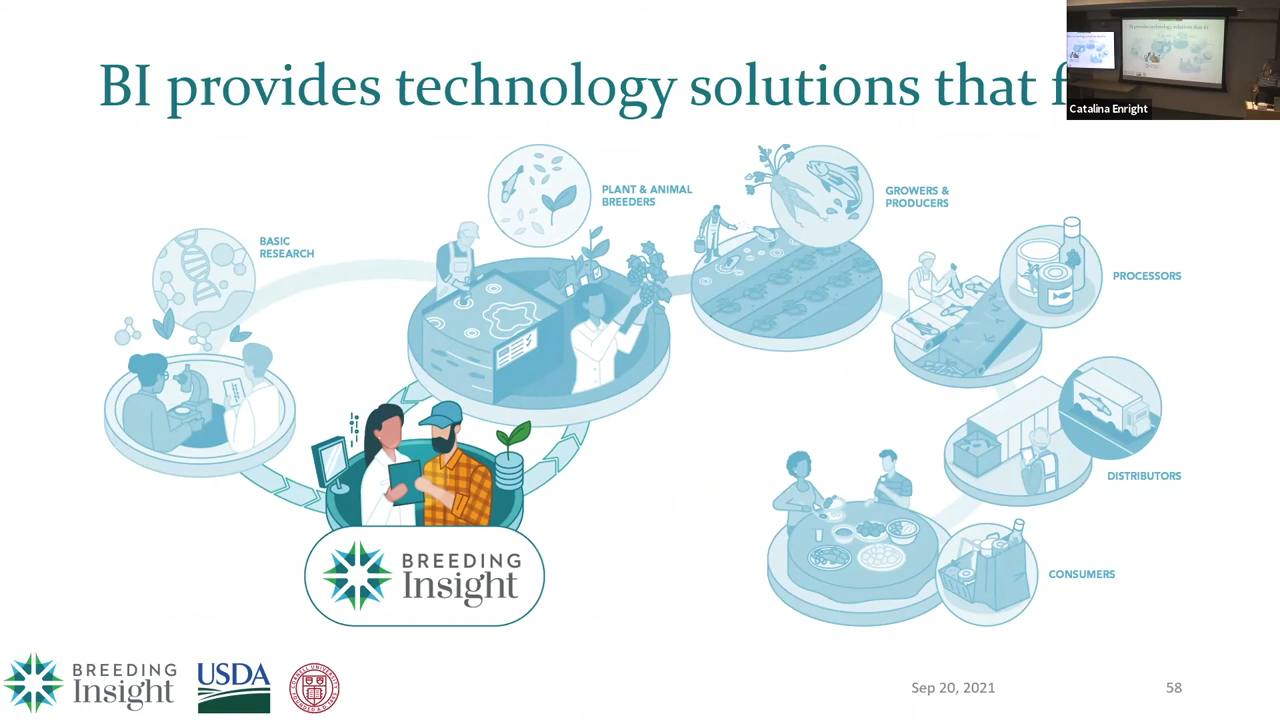 BI provides technology solutions that f
Catalina Enright
PLANT & ANIMAL
BREEDERS
GROWERS &
PRODUCERS
BASIC
RESEARCH
PROCESSORS
DISTRIBUTORS
CONSUMERS
BREEDING
Insight
BREEDING
Insight
USDA
Sep 20, 2021
58